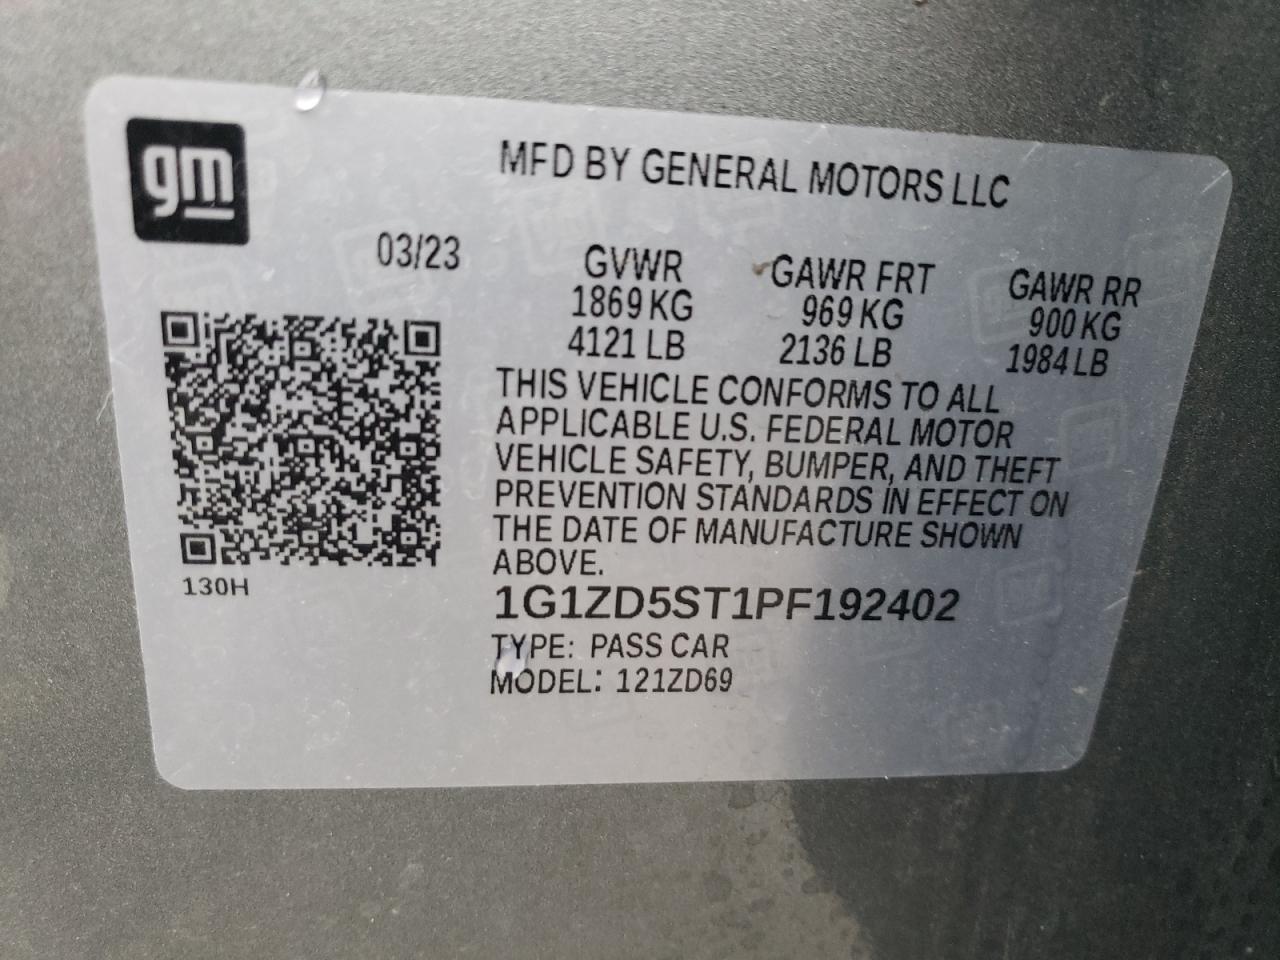 gm
MFD BY GENERAL MOTORS LLC
03/23
GVWR GAWR FRT GAWR RR
1869 KG 969 KG 900 KG
4121 LB 2136 LB 1984 LB
THIS VEHICLE CONFORMS TO ALL
APPLICABLE U.S. FEDERAL MOTOR
VEHICLE SAFETY, BUMPER, AND THEFT
PREVENTION STANDARDS IN EFFECT ON
THE DATE OF MANUFACTURE SHOWN
ABOVE.
130H
1G1ZD5ST1PF192402
TYPE: PASS CAR
MODEL: 121ZD69